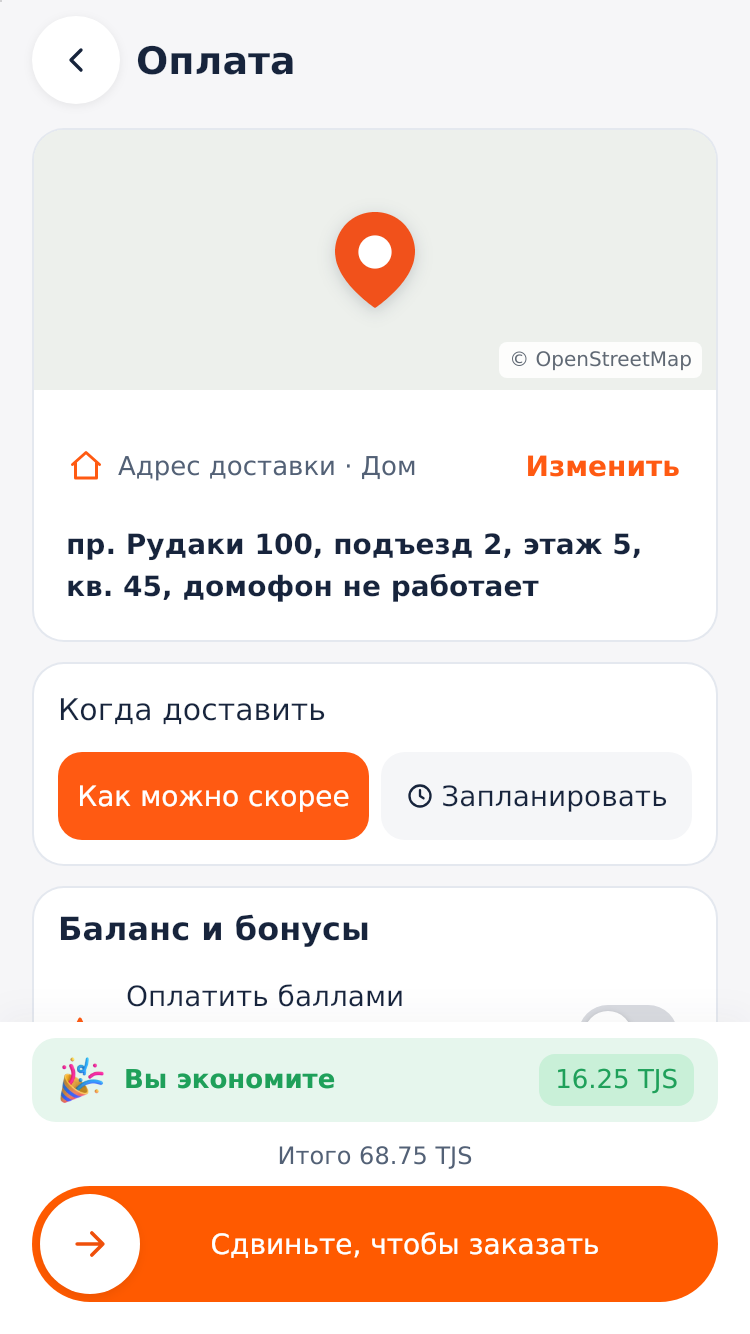 Оплата
© OpenStreetMap
Адрес доставки · Дом
Изменить
пр. Рудаки 100, подъезд 2, этаж 5,
кв. 45, домофон не работает
Когда доставить
Как можно скорее
Запланировать
Баланс и бонусы
Оплатить баллами
Вы экономите
16.25 TJS
Итого 68.75 TJS
Сдвиньте, чтобы заказать